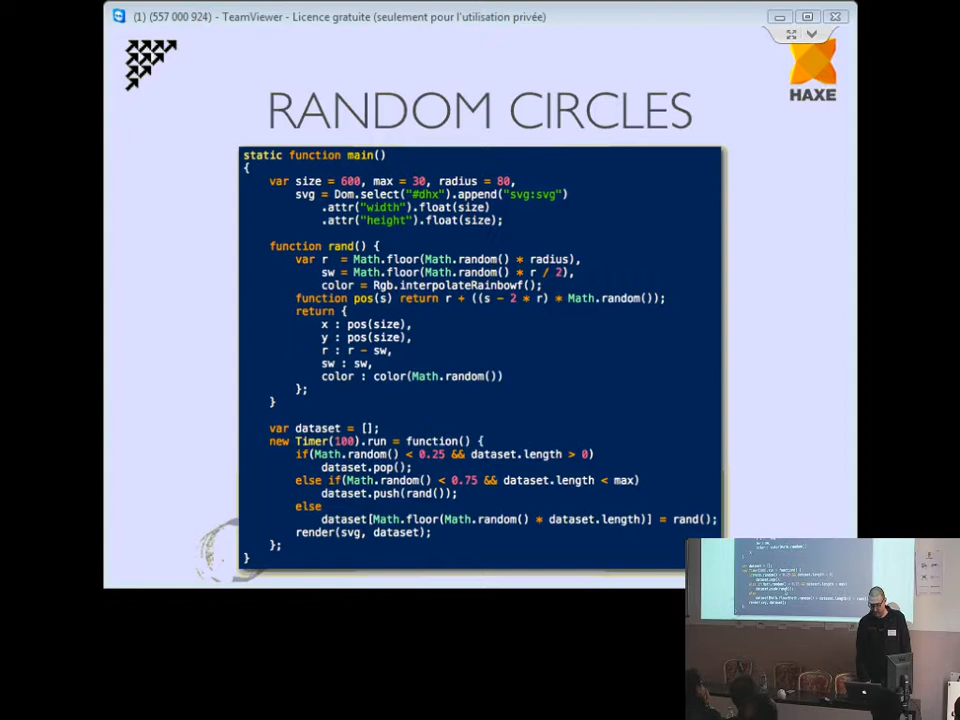 (1) (557 000 924) - TeamViewer - Licence gratuite (seulement pour l'utilisation privée)
HAXE
RANDOM CIRCLES
static function main()
{
    var size = 600, max = 30, radius = 80,
        svg = Dom.select("#dhx").append("svg:svg")
            .attr("width").float(size)
            .attr("height").float(size);
    function rand() {
        var r  = Math.floor(Math.random() * radius),
            sw = Math.floor(Math.random() * r / 2),
            color = Rgb.interpolateRainbowf();
        function pos(s) return r + ((s - 2 * r) * Math.random());
        return {
            x : pos(size),
            y : pos(size),
            r : r - sw,
            sw : sw,
            color : color(Math.random())
        };
    }
    var dataset = [];
    new Timer(100).run = function() {
        if(Math.random() < 0.25 && dataset.length > 0)
            dataset.pop();
        else if(Math.random() < 0.75 && dataset.length < max)
            dataset.push(rand());
        else
            dataset[Math.floor(Math.random() * dataset.length)] = rand();
        render(svg, dataset);
    };
}